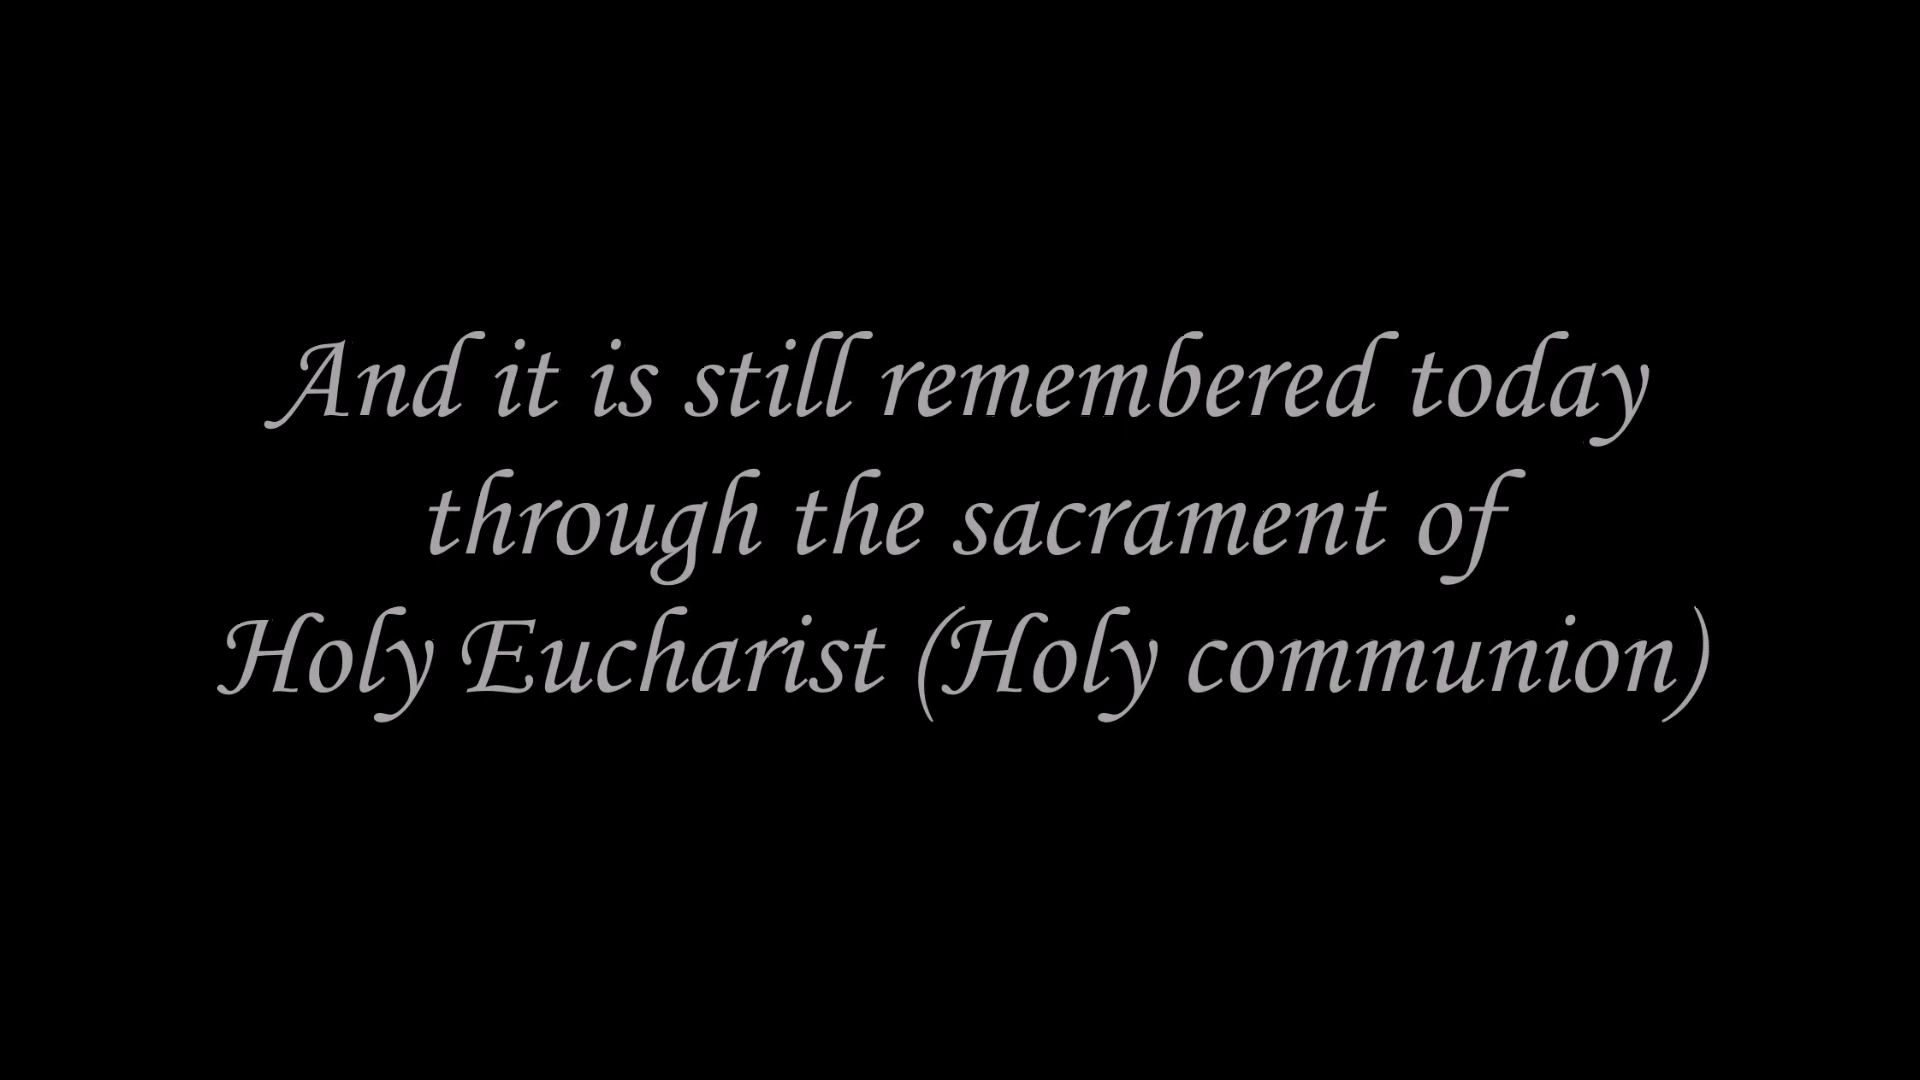 And it is still remembered today
through the sacrament of
Holy Eucharist (Holy communion)